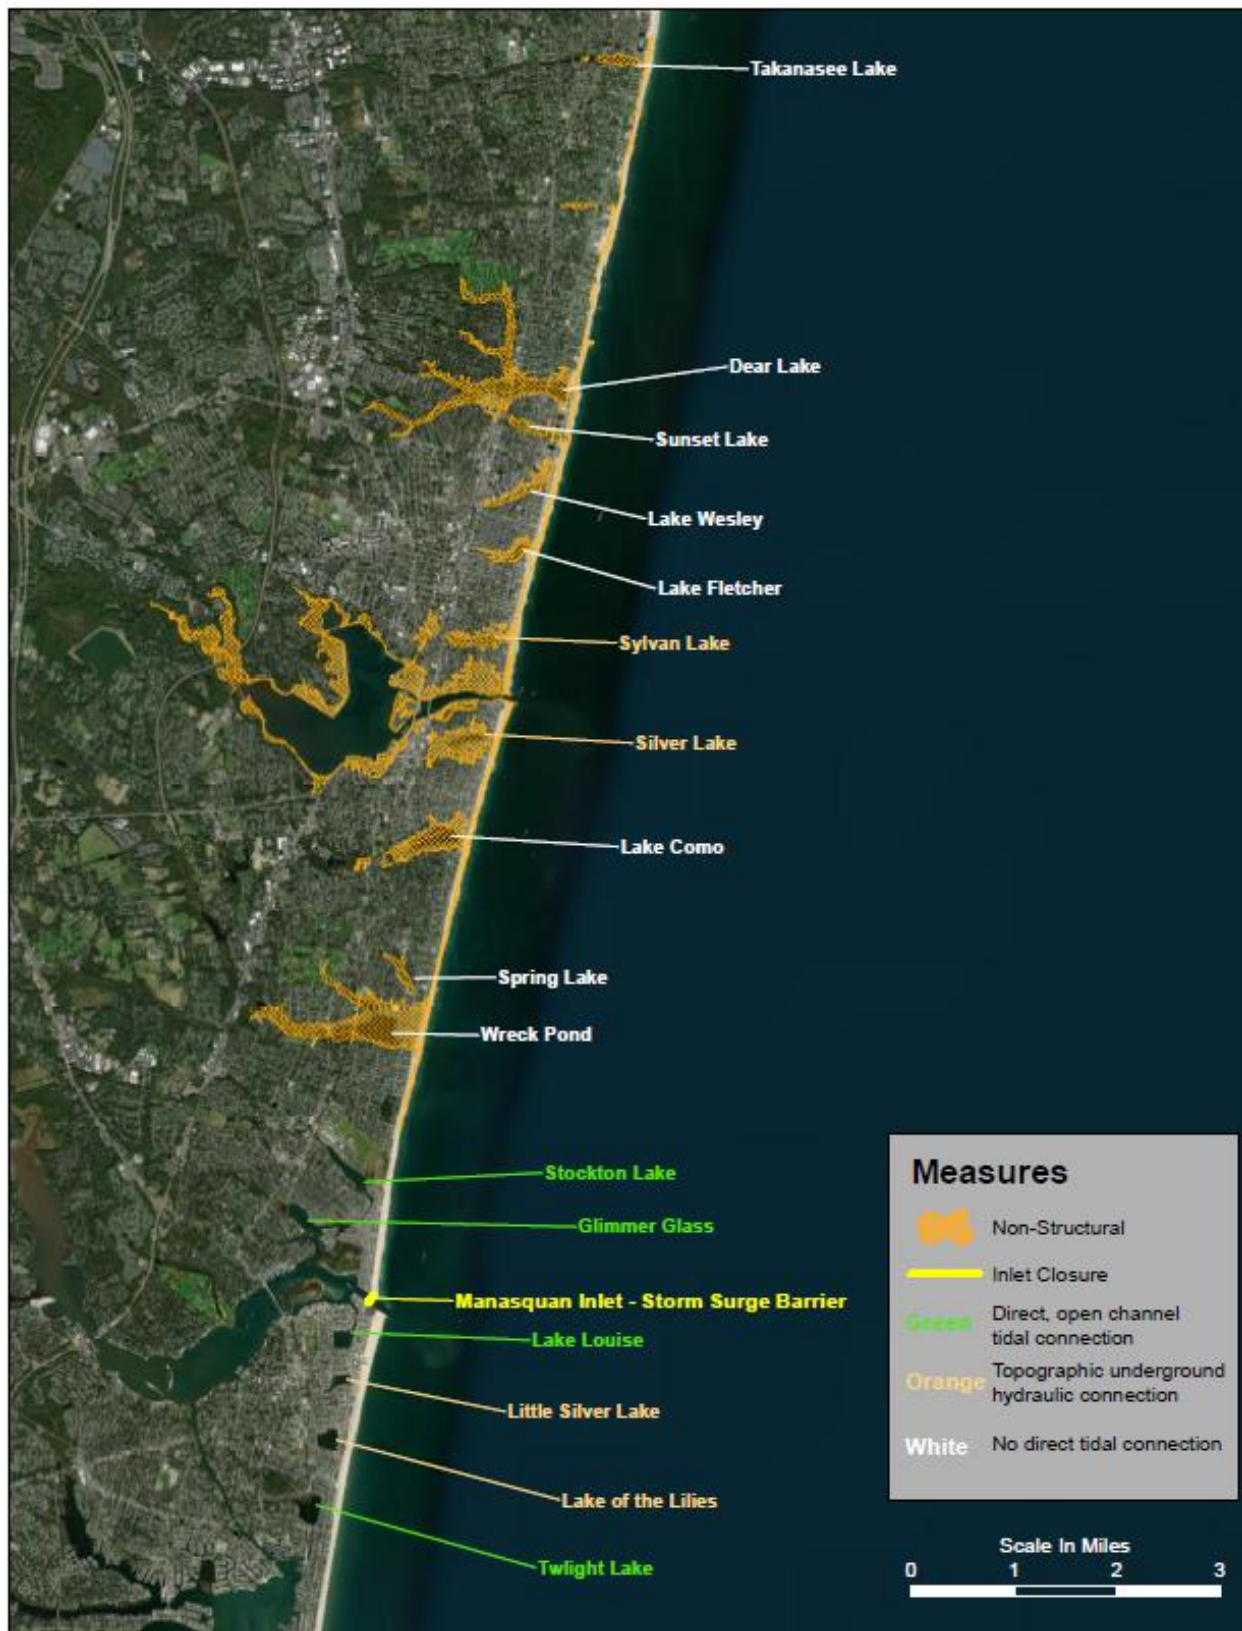 Takanasee Lake
Dear Lake
Sunset Lake
Lake Wesley
Lake Fletcher
Sylvan Lake
Silver Lake
Lake Como
Spring Lake
Wreck Pond
Stockton Lake
Glimmer Glass
Manasquan Inlet - Storm Surge Barrier
Lake Louise
Little Silver Lake
Lake of the Lilies
Twlight Lake
Measures
Non-Structural
Inlet Closure
Green Direct, open channel
tidal connection
Orange Topographic underground
hydraulic connection
White No direct tidal connection
Scale In Miles
0 1 2 3